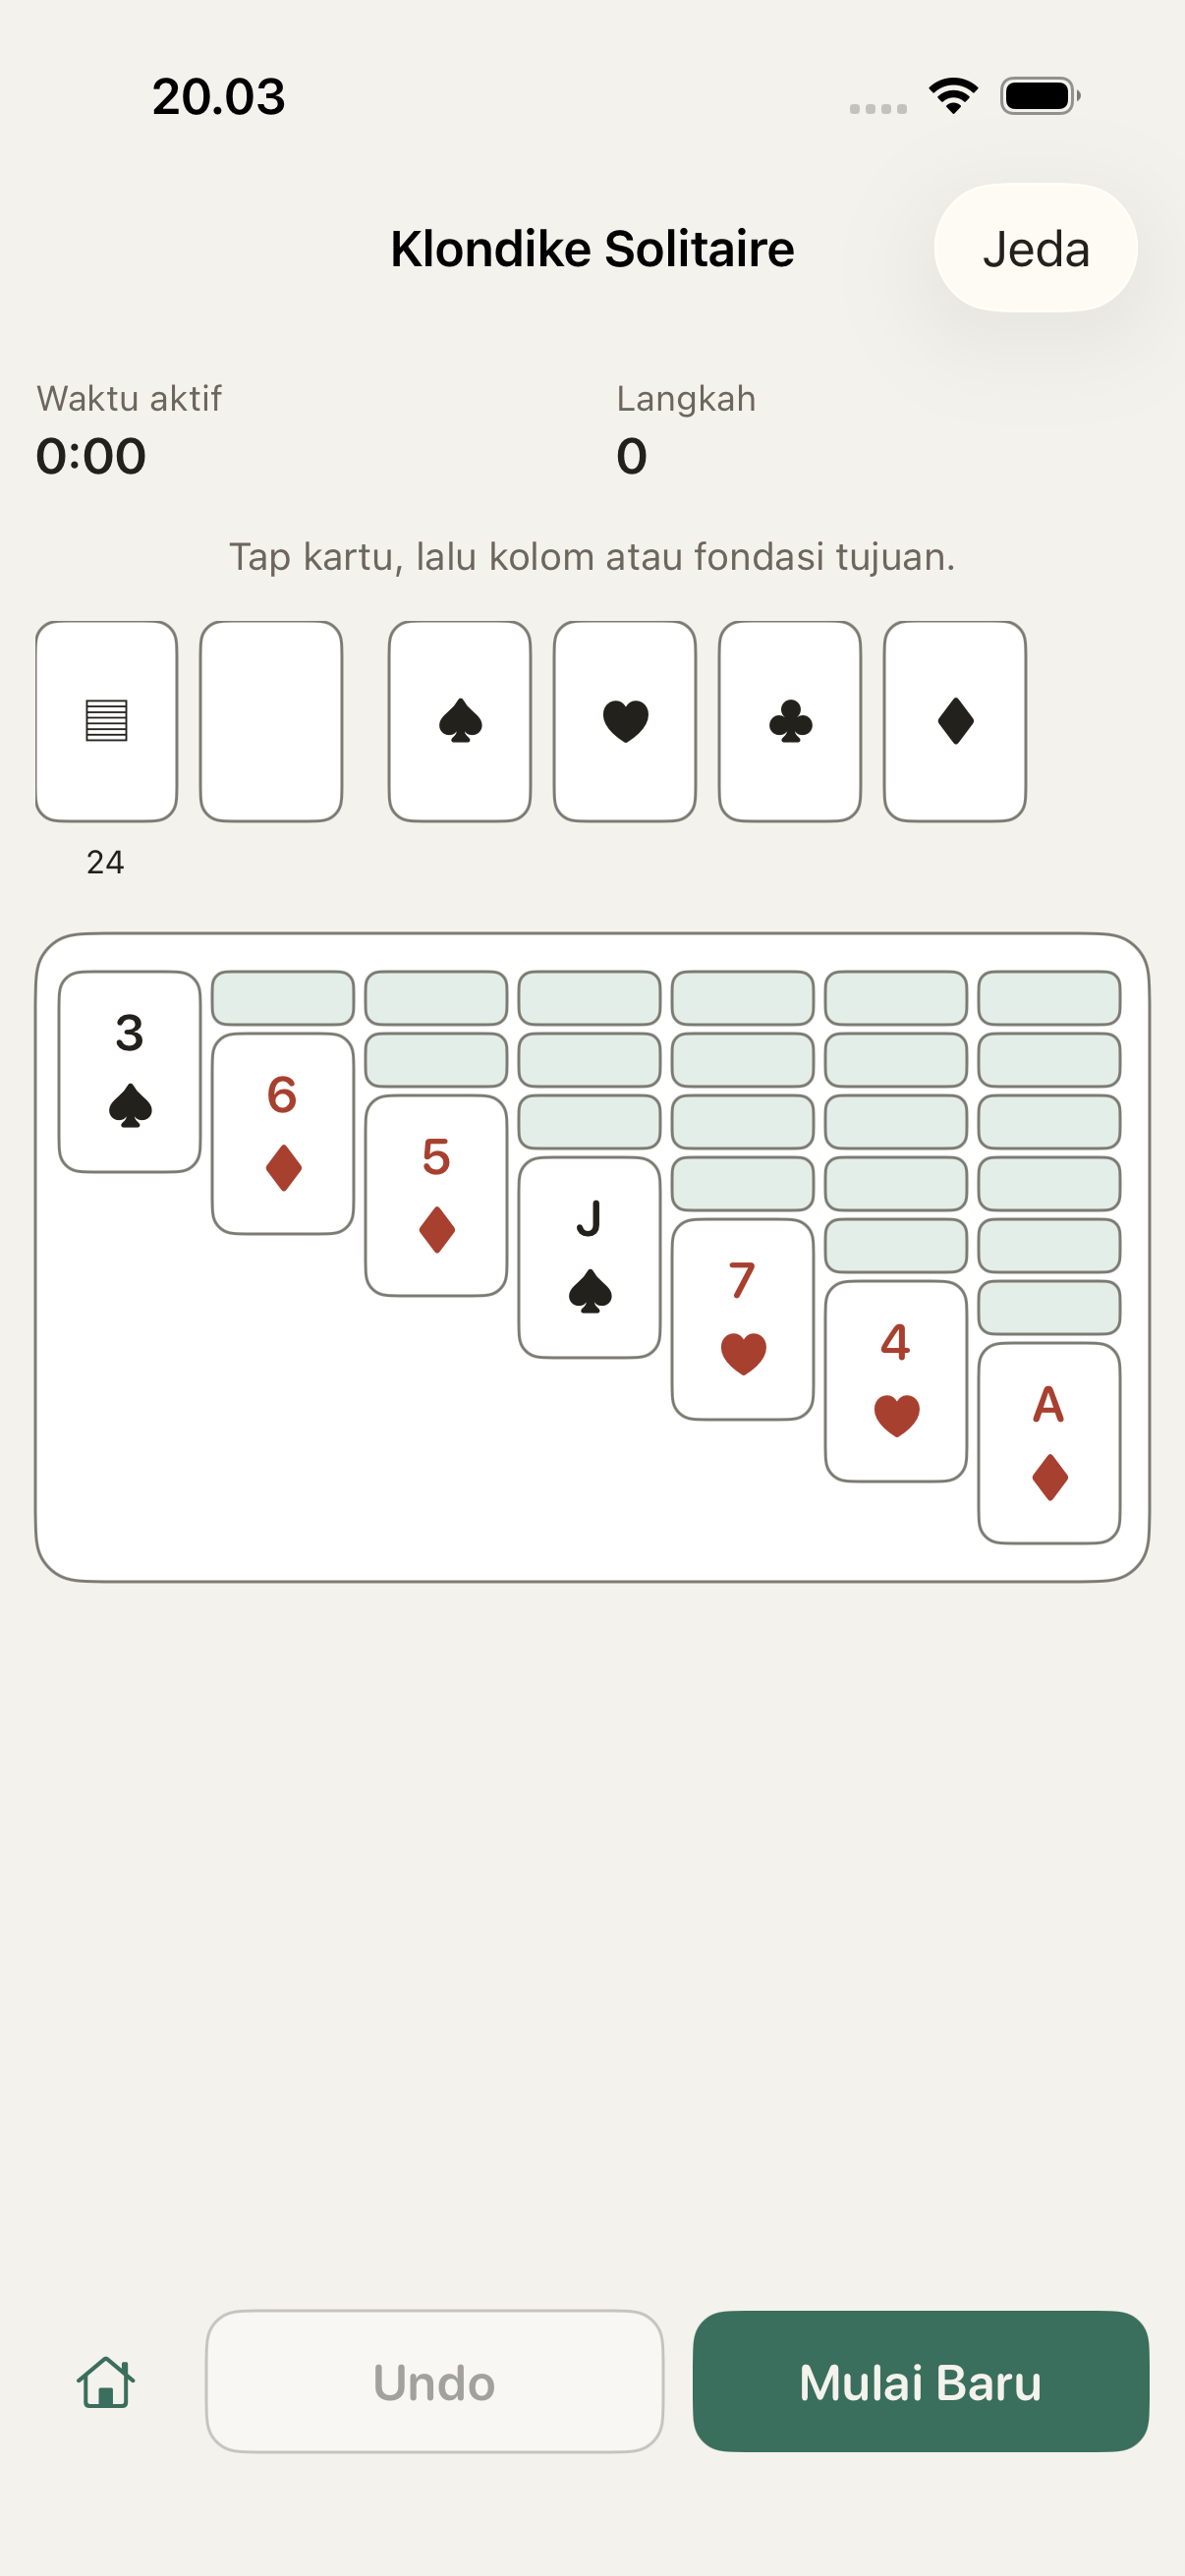 20.03
Klondike Solitaire
Jeda
Waktu aktif
Langkah
0:00
0
Tap kartu, lalu kolom atau fondasi tujuan.
▤
♠ ♥ ♣ ♦
24
3
♠
6
♦
5
♦
J
♠
7
♥
4
♥
A
♦
Undo
Mulai Baru